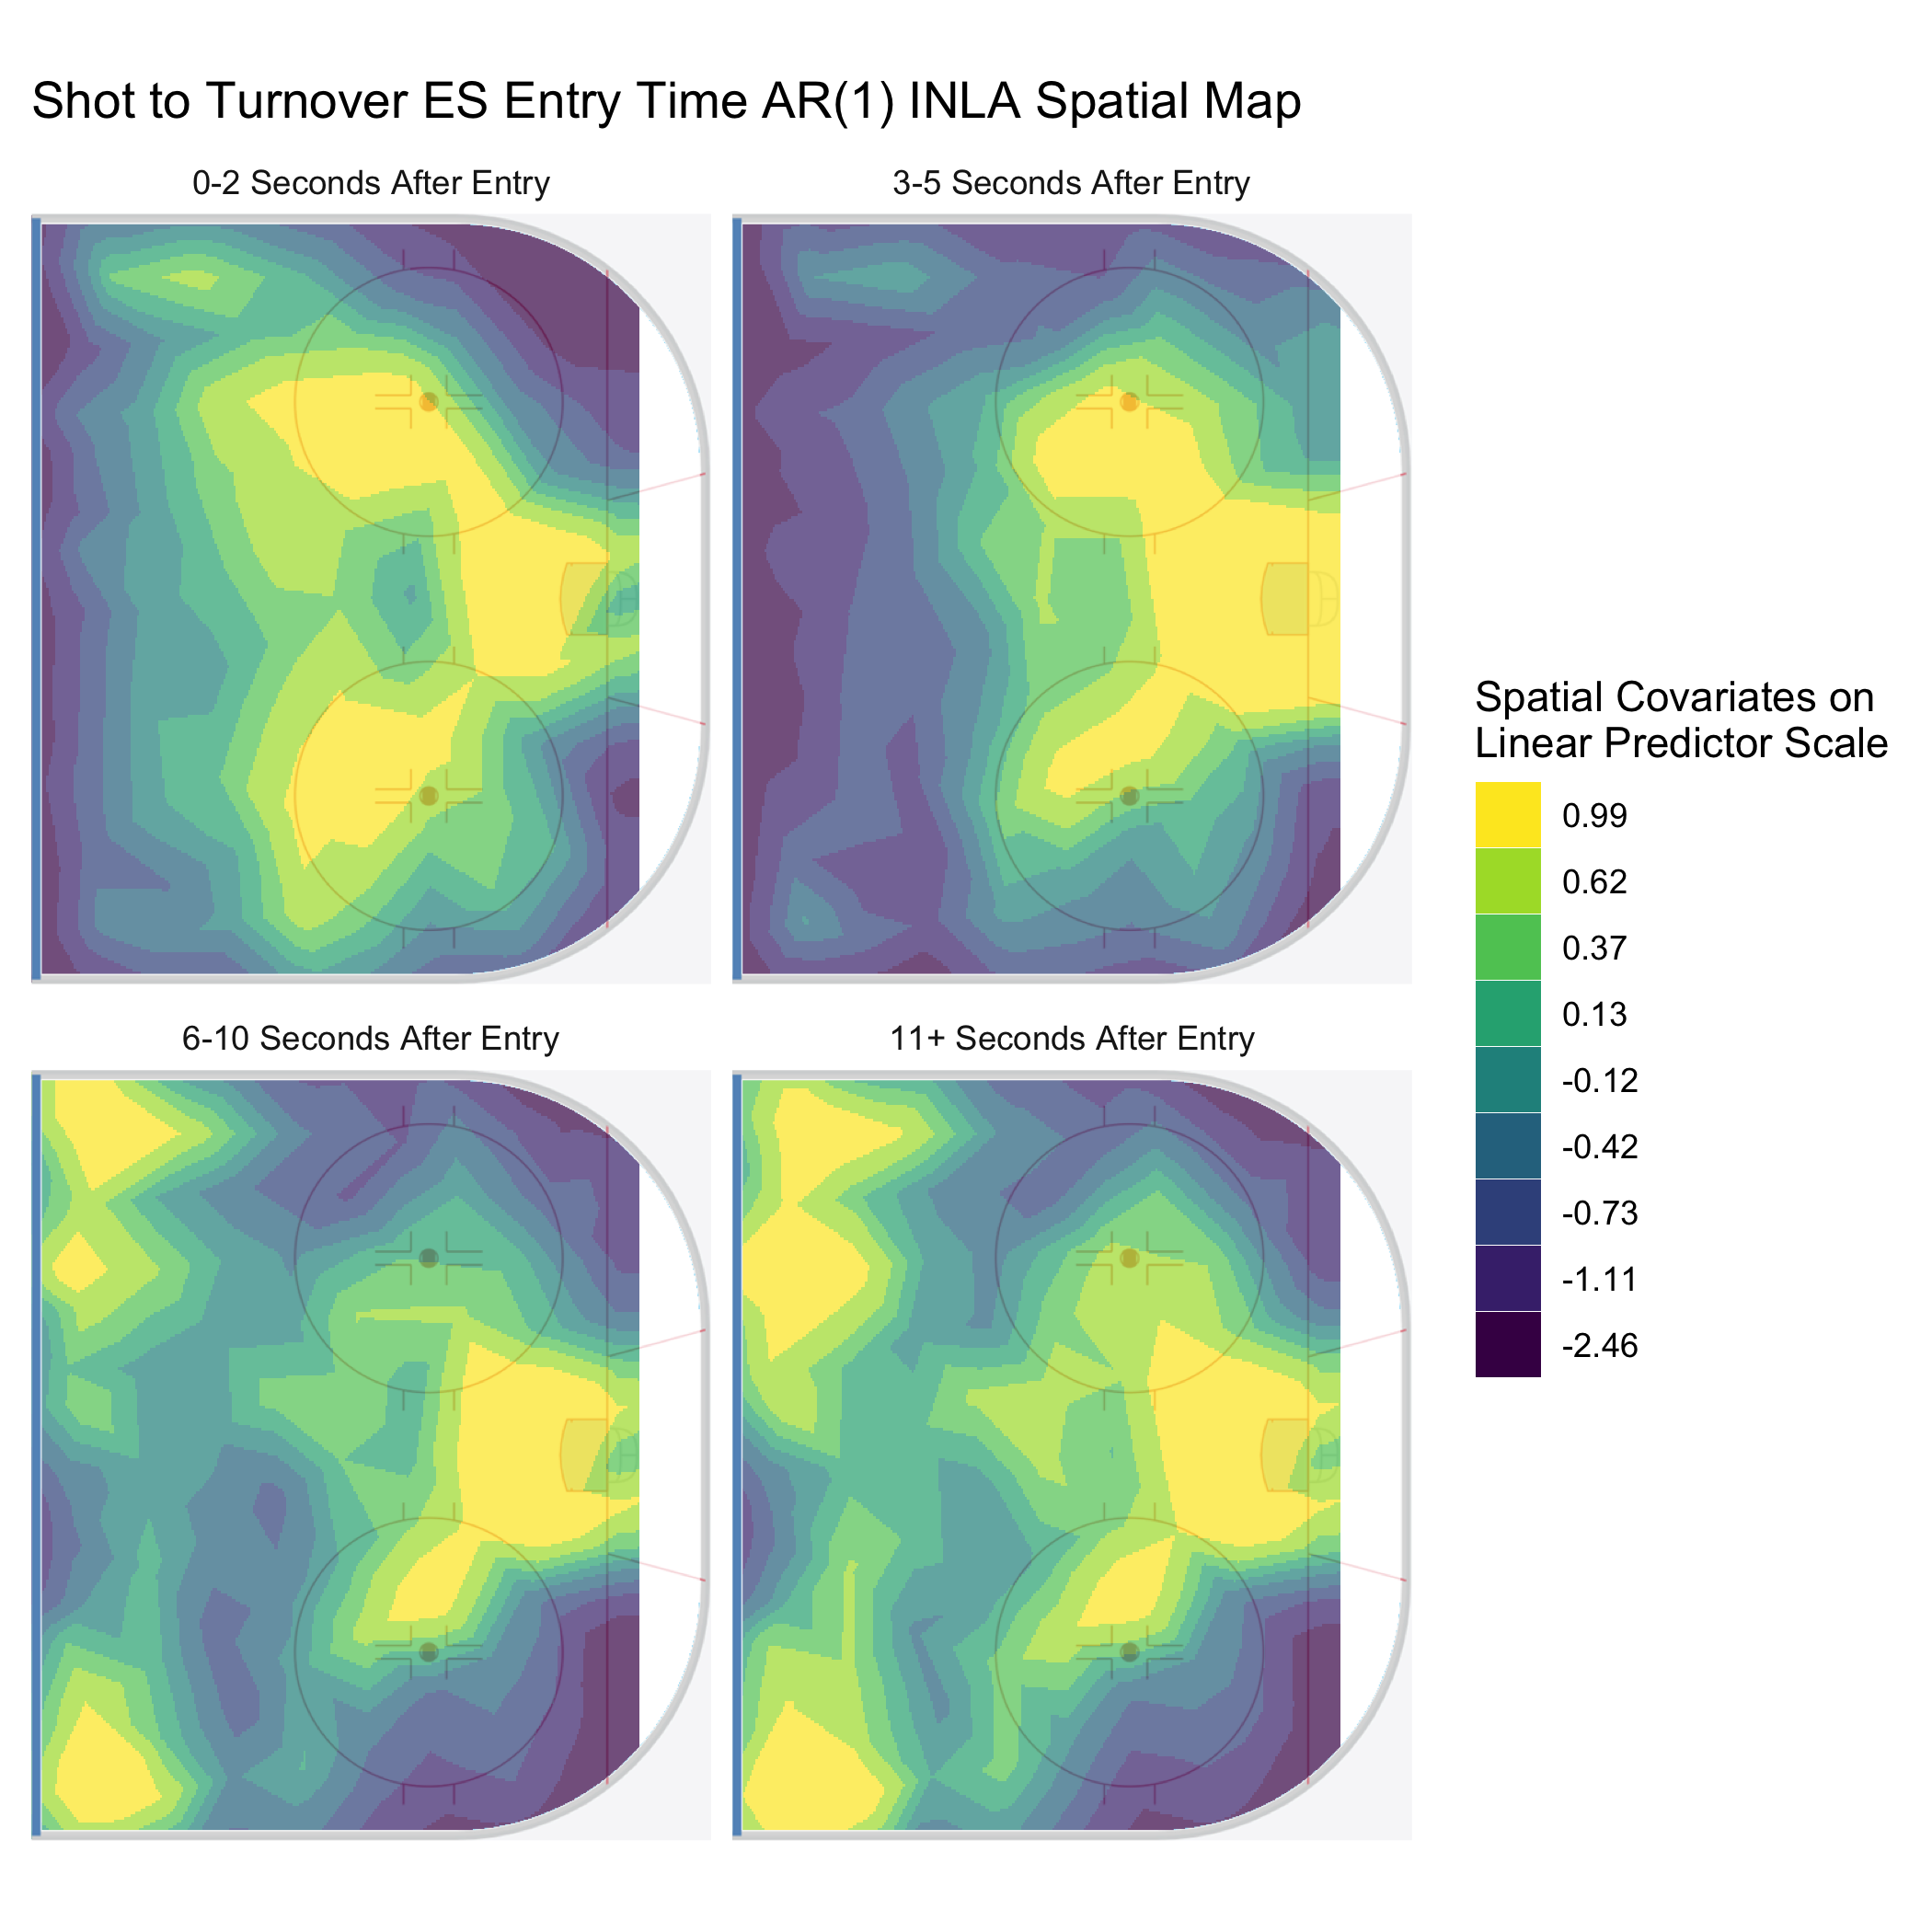 Shot to Turnover ES Entry Time AR(1) INLA Spatial Map
0-2 Seconds After Entry
3-5 Seconds After Entry
6-10 Seconds After Entry
11+ Seconds After Entry
Spatial Covariates on
Linear Predictor Scale
0.99
0.62
0.37
0.13
-0.12
-0.42
-0.73
-1.11
-2.46